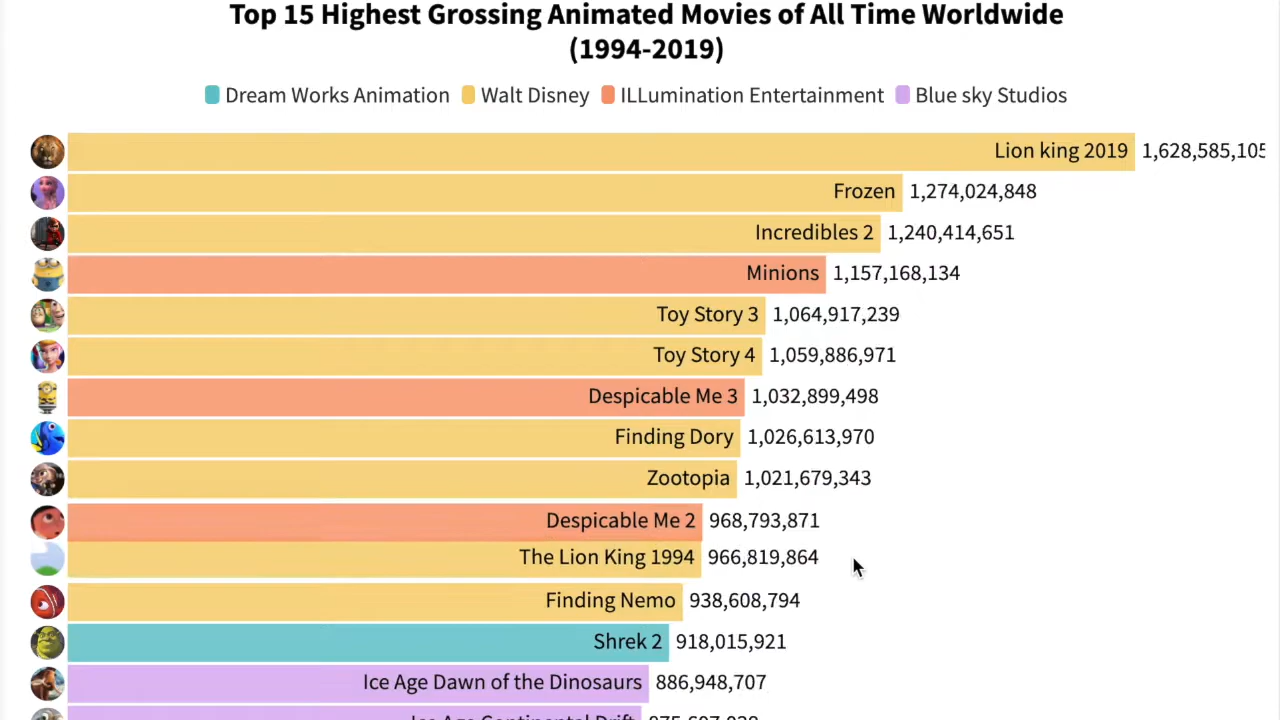 Top 15 Highest Grossing Animated Movies of All Time Worldwide
(1994-2019)
Dream Works Animation Walt Disney ILLumination Entertainment Blue sky Studios
Lion king 2019 1,628,585,105
Frozen 1,274,024,848
Incredibles 2 1,240,414,651
Minions 1,157,168,134
Toy Story 3 1,064,917,239
Toy Story 4 1,059,886,971
Despicable Me 3 1,032,899,498
Finding Dory 1,026,613,970
Zootopia 1,021,679,343
Despicable Me 2 968,793,871
The Lion King 1994 966,819,864
Finding Nemo 938,608,794
Shrek 2 918,015,921
Ice Age Dawn of the Dinosaurs 886,948,707
Ice Age Continental Drift